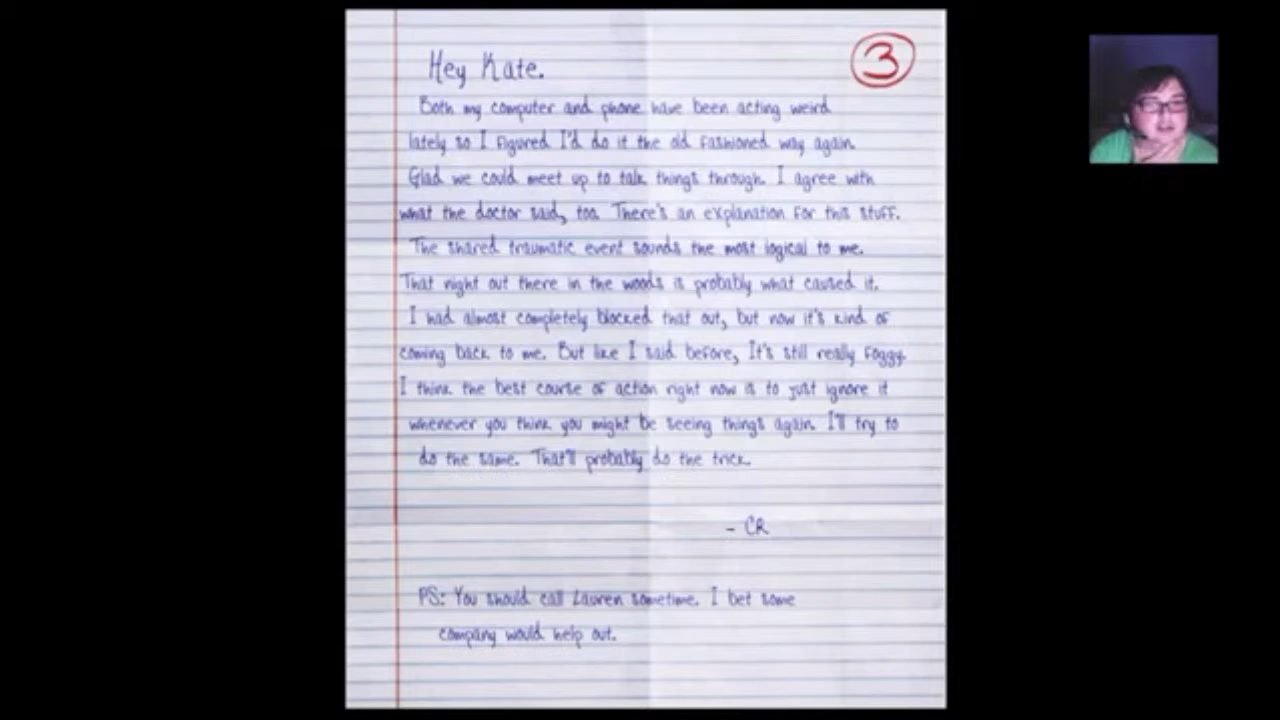 3
Hey Kate.
Both my computer and phone have been acting weird
lately so I figured I'd do it the old fashioned way again.
Glad we could meet up to talk things through. I agree with
what the doctor said, too. There's an explanation for this stuff.
The shared traumatic event sounds the most logical to me.
That night out there in the woods is probably what caused it.
I had almost completely blocked that out, but now it's kind of
coming back to me. But like I said before, It's still really foggy.
I think the best course of action right now is to just ignore it
whenever you think you might be seeing things again. I'll try to
do the same. That'll probably do the trick.
- CR
PS: You should call Lauren sometime. I bet some
company would help out.